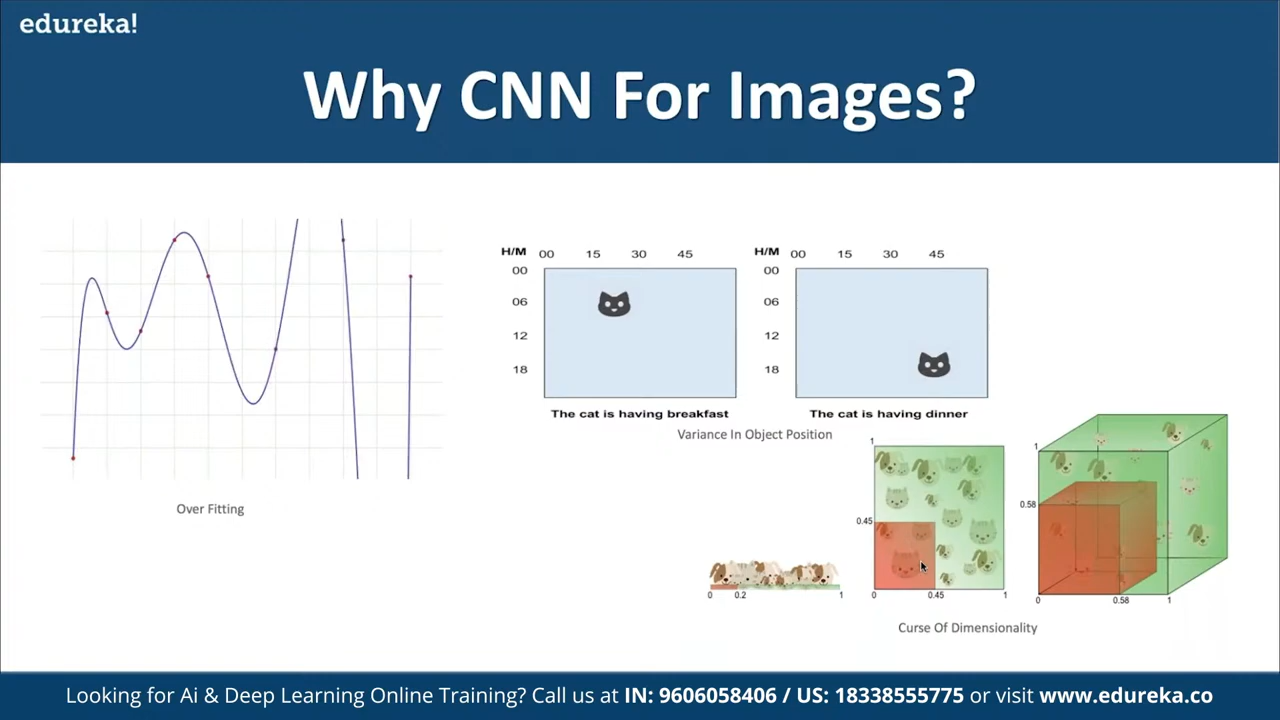 edureka!
Why CNN For Images?
Over Fitting
H/M 00 15 30 45
00
06
12
18
The cat is having breakfast
H/M 00 15 30 45
00
06
12
18
The cat is having dinner
Variance In Object Position
0 0.2 1
1
0.45
0 0.45 1
1
0.58
0 0.58 1
Curse Of Dimensionality
Looking for Ai & Deep Learning Online Training? Call us at IN: 9606058406 / US: 18338555775 or visit www.edureka.co